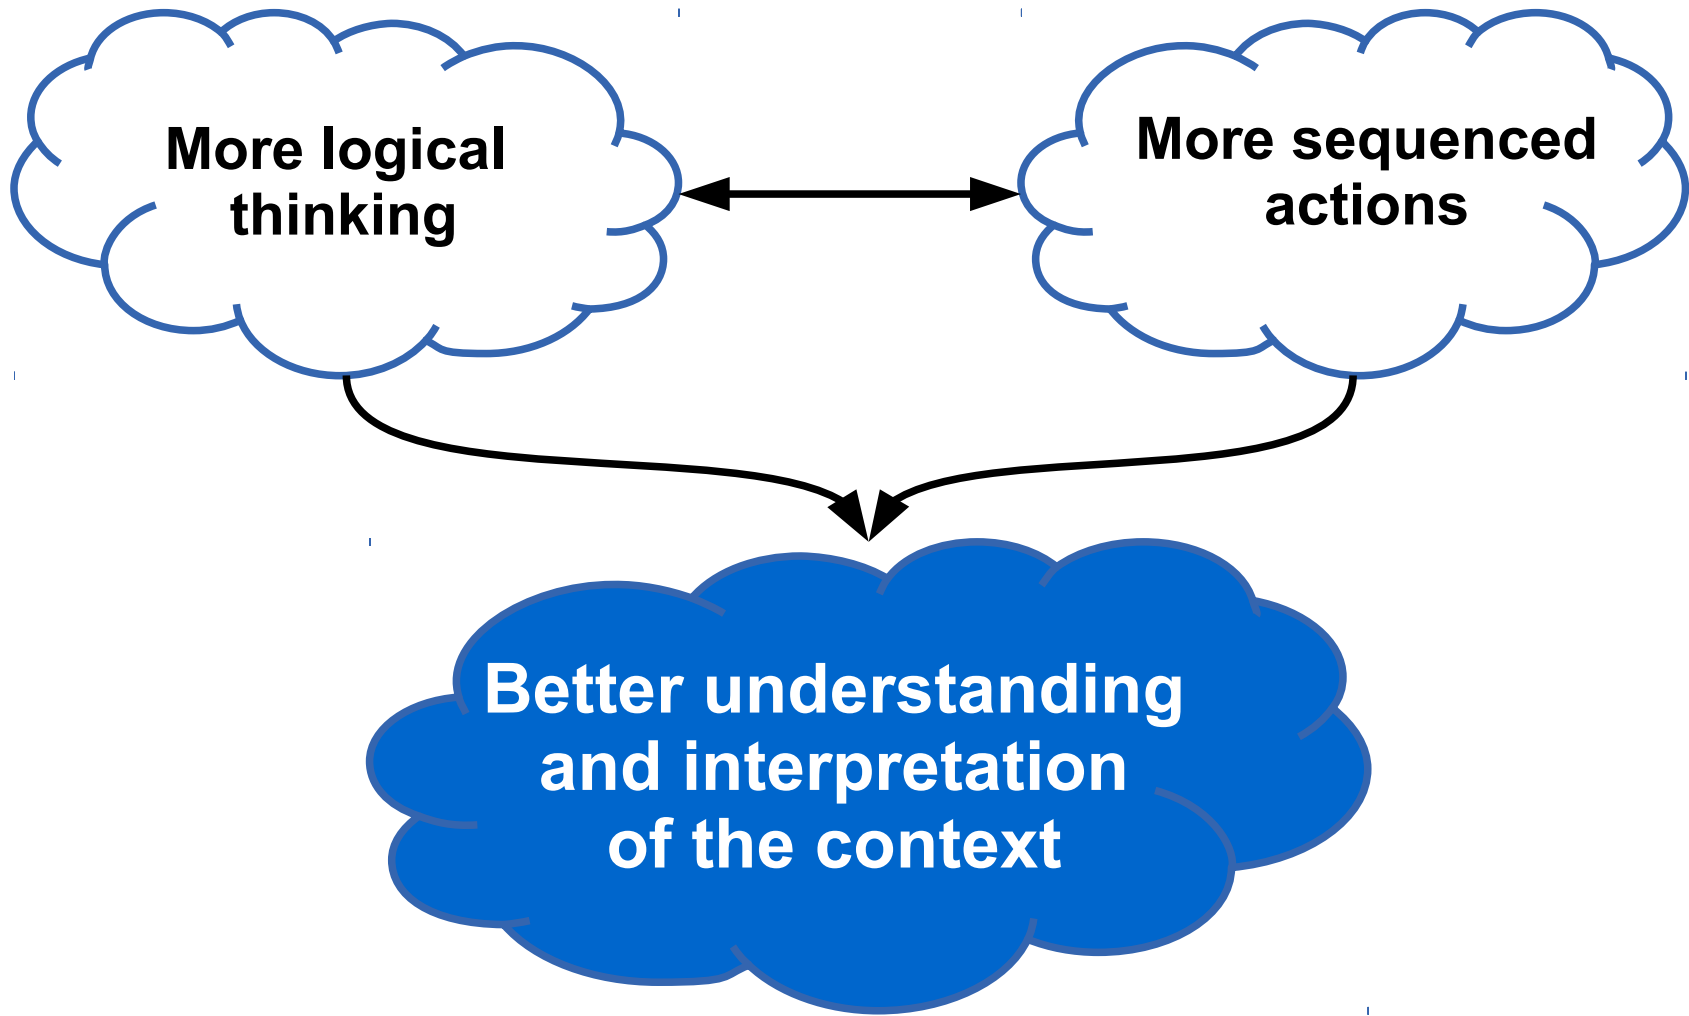 More logical
thinking
More sequenced
actions
Better understanding
and interpretation
of the context